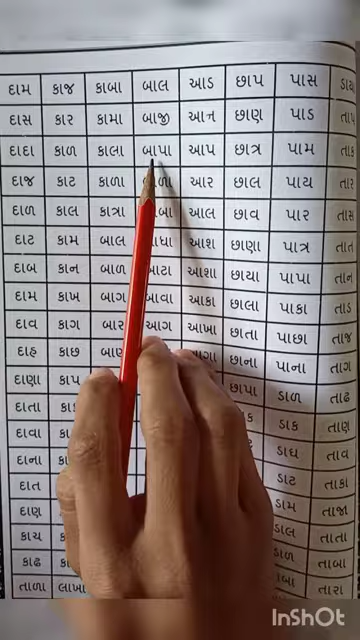 દામ કાજ કાબા બાલ આડ છાપ પાસ ડાય
દાસ કાર કામા બાજી આન છાણ પાડ તાપ
દાદા કાળ કાલા બાપા આપ છાત્ર પામ તાક
દાજ કાટ કાળા આર છાલ પાય તારા
દાળ કાલ કાત્રા આલ છાવ પાર તાપ
દાટ કામ બાલ બાધા આશ છાણા પાત્ર તાત
દાબ કાન બાળ બાટા આશા છાયા પાપા તાન
દામ કાખ બાગ બાવા આકા છાલા પાકા તાડ
દાવ કાગ બાર આગ આખા છાતા પાછા તાજ
દાહ કાછ બાણ છાના પાના તાગ
દાણા કાપ છાપા ડાળ તાઢ
દાતા ડાક તાણ
દાવા ડાઘ તાવ
દાના ડાટ તાકા
દાત ડામ તાજા
દાણ ડાલ તાતા
કાચ ડાળ તાબા
કાઢ તાબા
તાળા લાખા તારા
InShOt